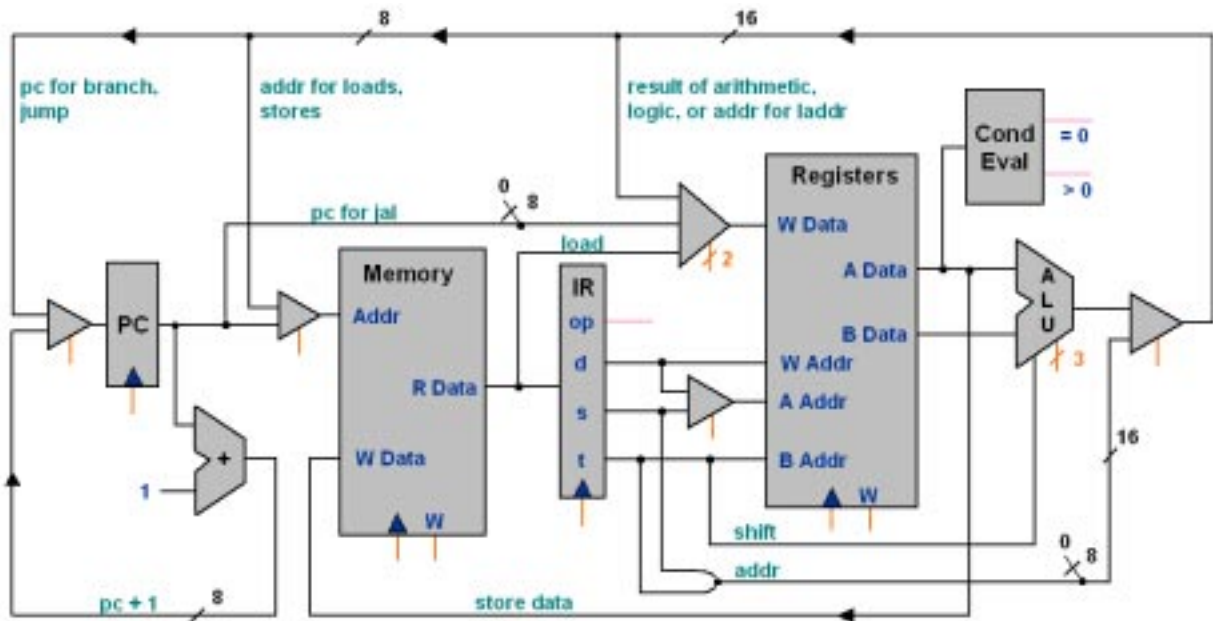 8
16
pc for branch,
jump
addr for loads,
stores
result of arithmetic,
logic, or addr for laddr
Cond
Eval
= 0
> 0
Registers
W Data
A Data
B Data
W Addr
A Addr
B Addr
W
pc for jal
0
8
load
2
Memory
Addr
R Data
W Data
W
IR
op
d
s
t
PC
A
L
U
3
+
1
16
shift
addr
0
8
pc + 1
8
store data